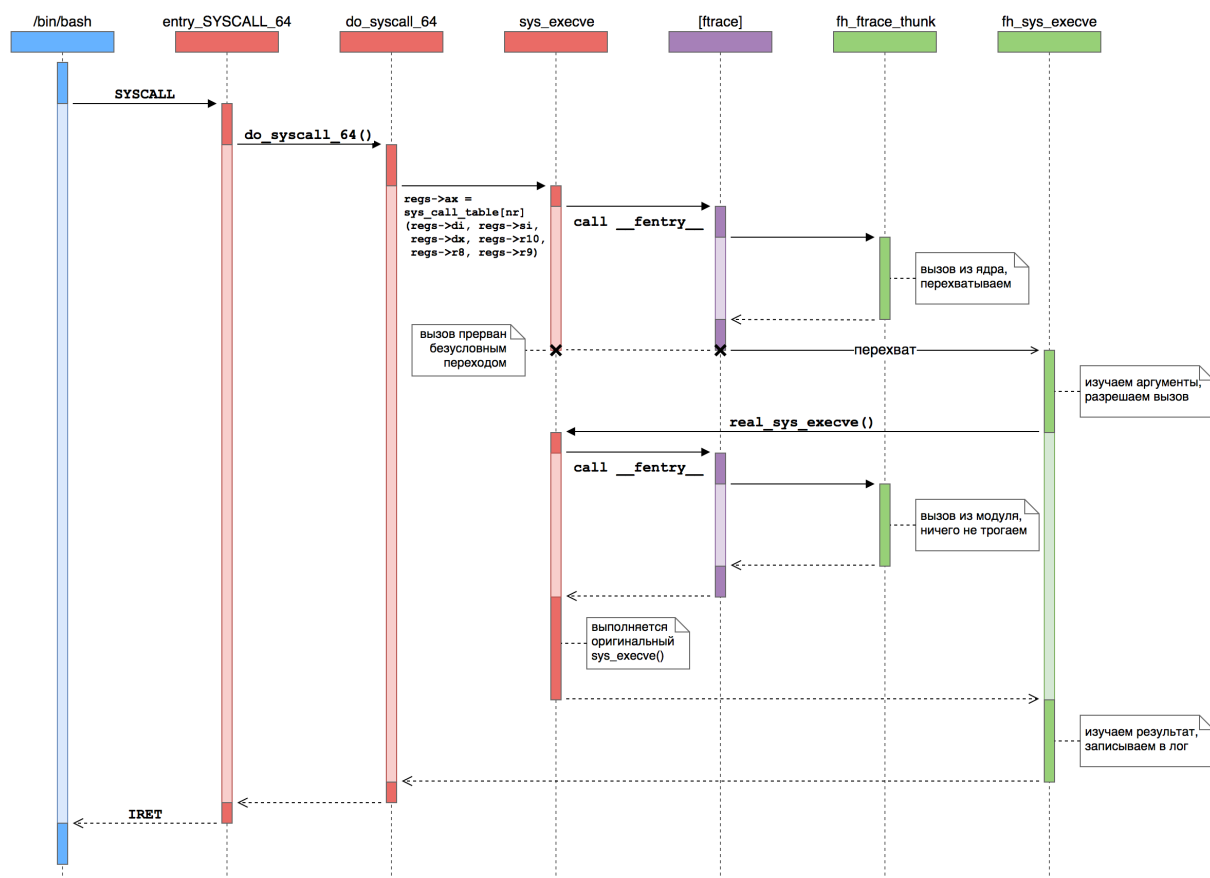 /bin/bash
entry_SYSCALL_64
do_syscall_64
sys_execve
[ftrace]
fh_ftrace_thunk
fh_sys_execve
SYSCALL
do_syscall_64()
regs->ax =
sys_call_table[nr]
(regs->di, regs->si,
regs->dx, regs->r10,
regs->r8, regs->r9)
call __fentry__
вызов из ядра,
перехватываем
вызов прерван
безусловным
переходом
перехват
изучаем аргументы,
разрешаем вызов
real_sys_execve()
call __fentry__
вызов из модуля,
ничего не трогаем
выполняется
оригинальный
sys_execve()
изучаем результат,
записываем в лог
IRET